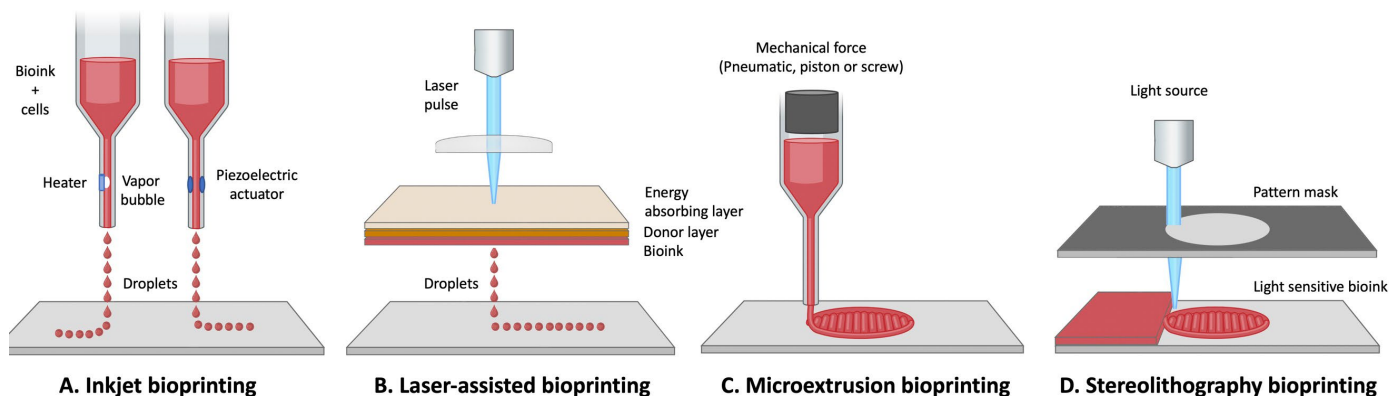 Bioink
+
cells
Heater
Vapor
bubble
Piezoelectric
actuator
Droplets
A. Inkjet bioprinting
Laser
pulse
Energy
absorbing layer
Donor layer
Bioink
Droplets
B. Laser-assisted bioprinting
Mechanical force
(Pneumatic, piston or screw)
C. Microextrusion bioprinting
Light source
Pattern mask
Light sensitive bioink
D. Stereolithography bioprinting